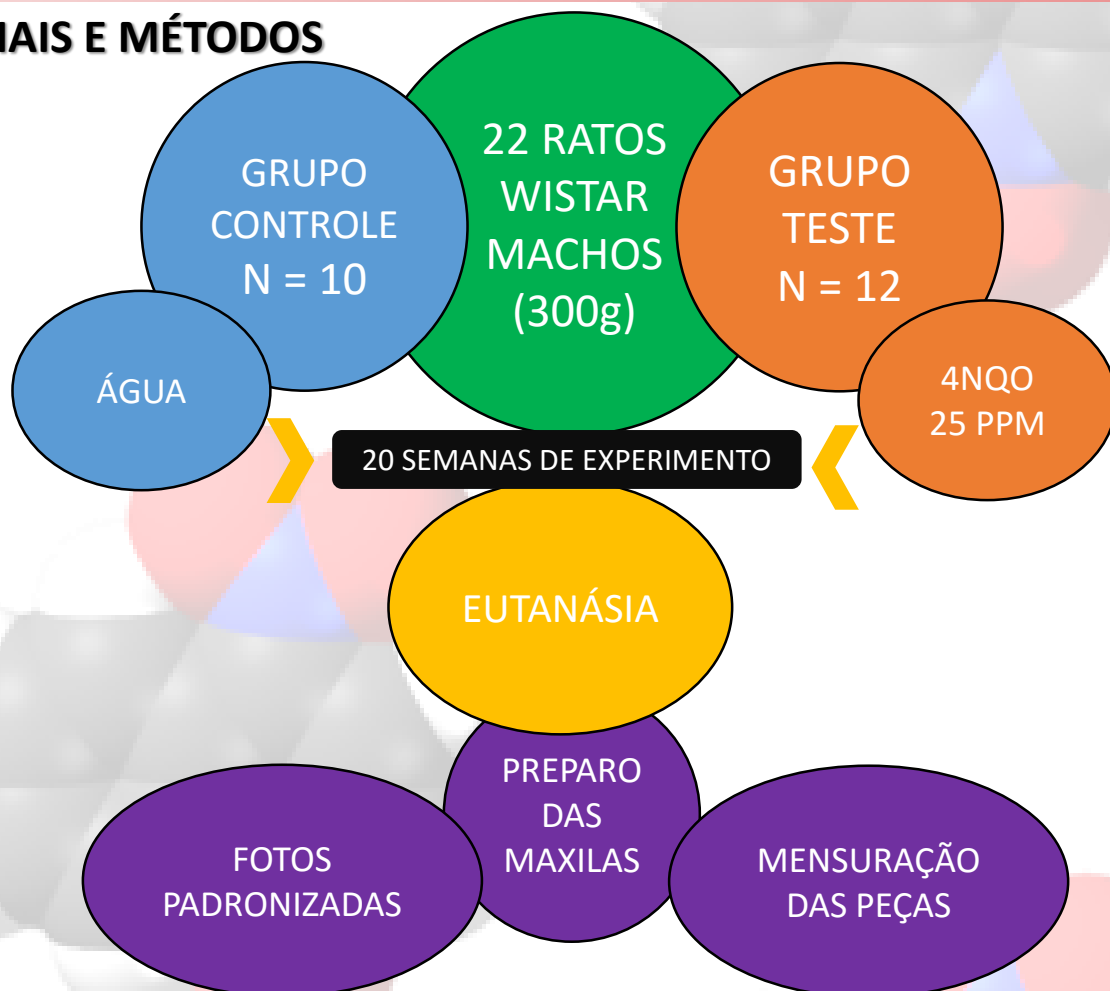 IAIS E MÉTODOS
22 RATOS
WISTAR
MACHOS
(300g)
GRUPO
CONTROLE
N = 10
GRUPO
TESTE
N = 12
ÁGUA
4NQO
25 PPM
20 SEMANAS DE EXPERIMENTO
EUTANÁSIA
PREPARO
DAS
MAXILAS
FOTOS
PADRONIZADAS
MENSURAÇÃO
DAS PEÇAS